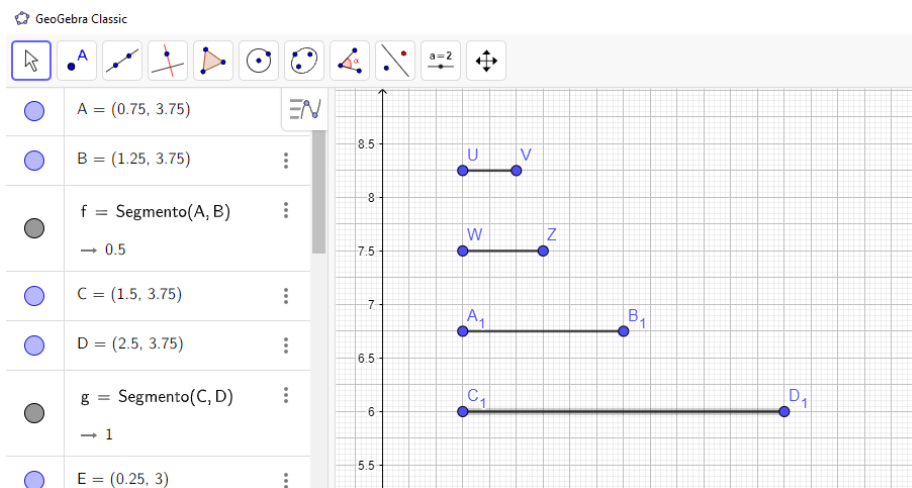 GeoGebra Classic
A
α
a=2
A = (0.75, 3.75)
B = (1.25, 3.75)
f = Segmento(A, B)
→ 0.5
C = (1.5, 3.75)
D = (2.5, 3.75)
g = Segmento(C, D)
→ 1
E = (0.25, 3)
8.5
U V
8
W Z
7.5
7
A₁ B₁
6.5
C₁ D₁
6
5.5